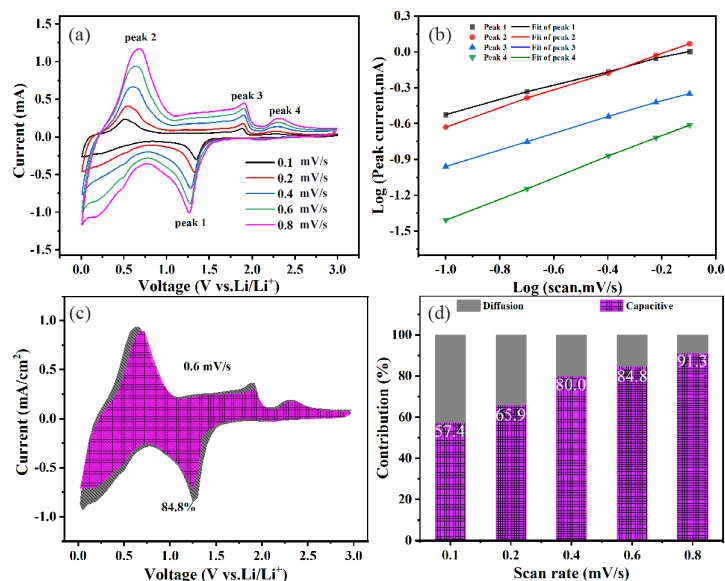 (a)
peak 2
peak 3
peak 4
peak 1
0.1 mV/s
0.2 mV/s
0.4 mV/s
0.6 mV/s
0.8 mV/s
1.5
1.0
0.5
0.0
-0.5
-1.0
-1.5
Current (mA)
0.0 0.5 1.0 1.5 2.0 2.5 3.0
Voltage (V vs.Li/Li⁺)
(b)
Peak 1 Fit of peak 1
Peak 2 Fit of peak 2
Peak 3 Fit of peak 3
Peak 4 Fit of peak 4
0.3
0.0
-0.3
-0.6
-0.9
-1.2
-1.5
Log (Peak current,mA)
-1.0 -0.8 -0.6 -0.4 -0.2 0.0
Log (scan,mV/s)
(c)
0.6 mV/s
84.8%
1.0
0.5
0.0
-0.5
-1.0
Current (mA/cm²)
0.0 0.5 1.0 1.5 2.0 2.5 3.0
Voltage (V vs.Li/Li⁺)
(d)
Diffusion Capacitive
100
80
60
40
20
0
Contribution (%)
57.4
65.9
80.0
84.8
91.3
0.1 0.2 0.4 0.6 0.8
Scan rate (mV/s)